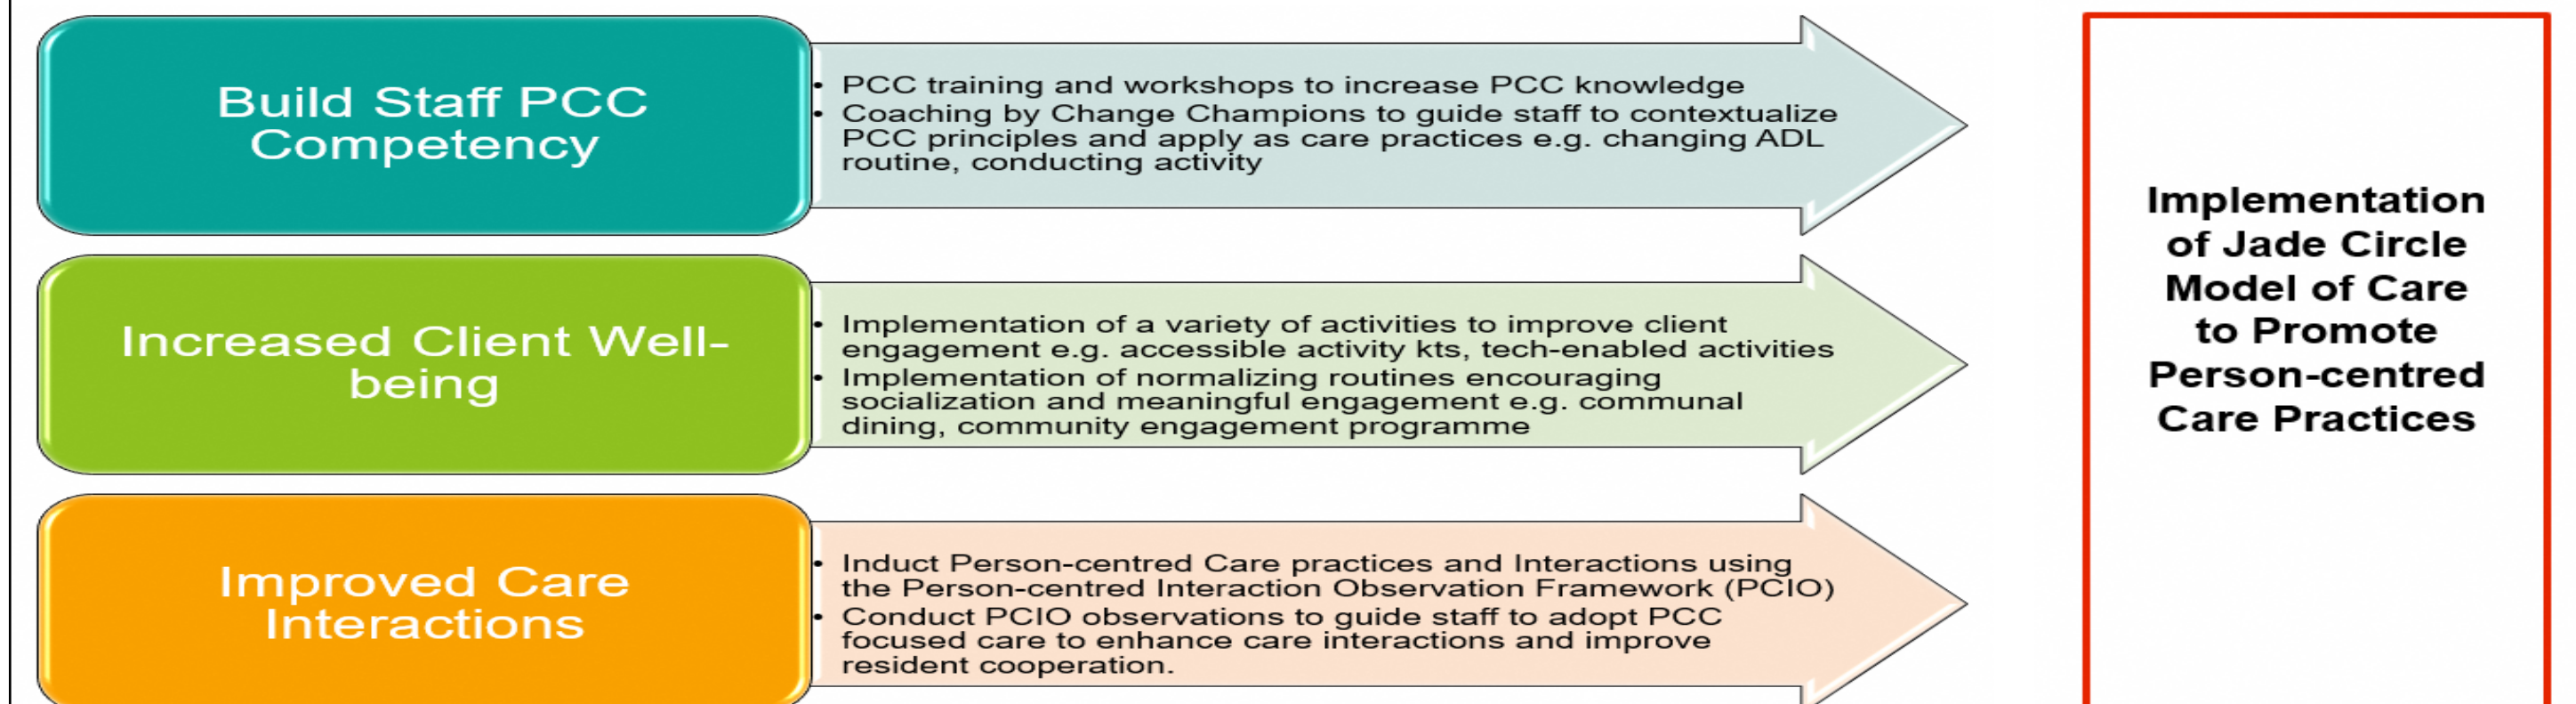 Build Staff PCC
Competency
• PCC training and workshops to increase PCC knowledge
• Coaching by Change Champions to guide staff to contextualize
PCC principles and apply as care practices e.g. changing ADL
routine, conducting activity
Increased Client Well-
being
• Implementation of a variety of activities to improve client
engagement e.g. accessible activity kts, tech-enabled activities
• Implementation of normalizing routines encouraging
socialization and meaningful engagement e.g. communal
dining, community engagement programme
Improved Care
Interactions
• Induct Person-centred Care practices and Interactions using
the Person-centred Interaction Observation Framework (PCIO)
• Conduct PCIO observations to guide staff to adopt PCC
focused care to enhance care interactions and improve
resident cooperation.
Implementation
of Jade Circle
Model of Care
to Promote
Person-centred
Care Practices